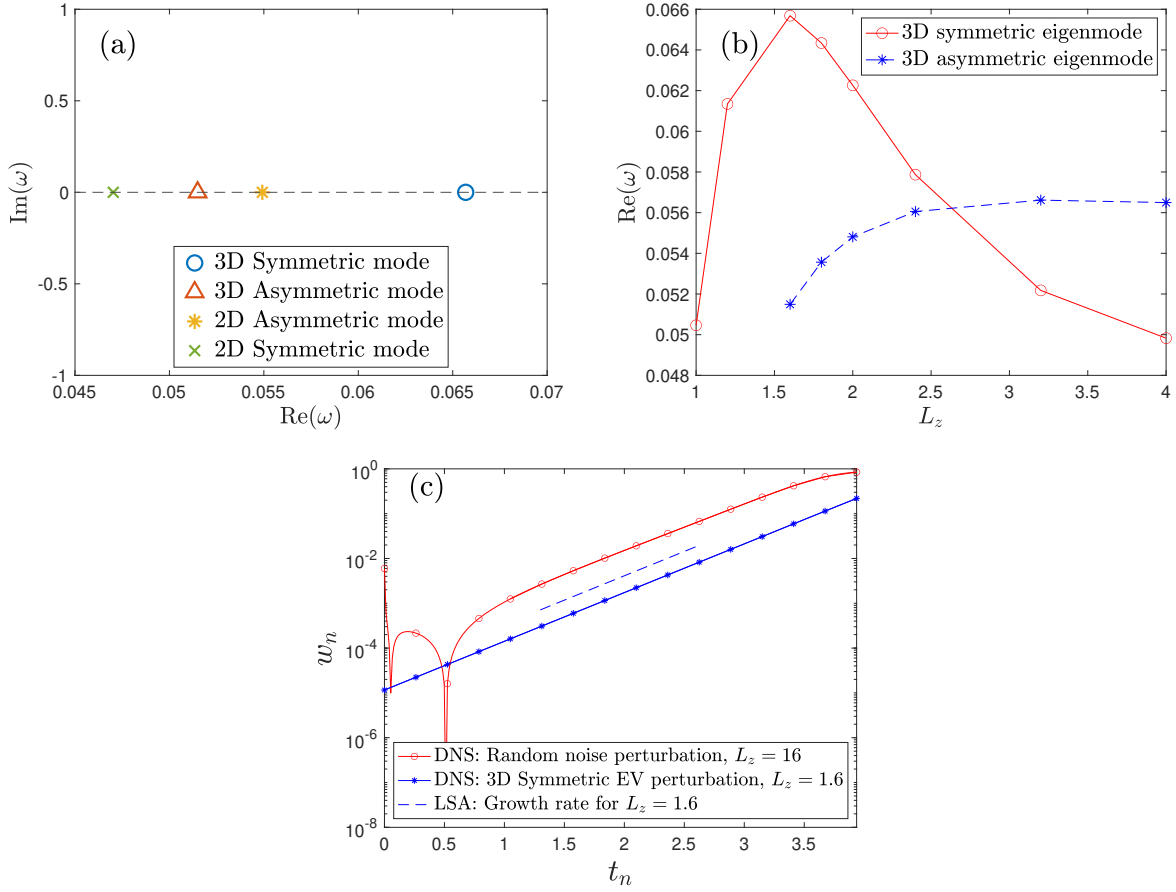 (a)
1
0.5
0
-0.5
-1
Im(ω)
3D Symmetric mode
3D Asymmetric mode
2D Asymmetric mode
2D Symmetric mode
0.045 0.05 0.055 0.06 0.065 0.07
Re(ω)
(b)
0.066
0.064
0.062
0.06
0.058
0.056
0.054
0.052
0.05
0.048
Re(ω)
3D symmetric eigenmode
3D asymmetric eigenmode
1 1.5 2 2.5 3 3.5 4
L_z
(c)
10^0
10^-2
10^-4
10^-6
10^-8
w_n
DNS: Random noise perturbation, L_z = 16
DNS: 3D Symmetric EV perturbation, L_z = 1.6
LSA: Growth rate for L_z = 1.6
0 0.5 1 1.5 2 2.5 3 3.5
t_n